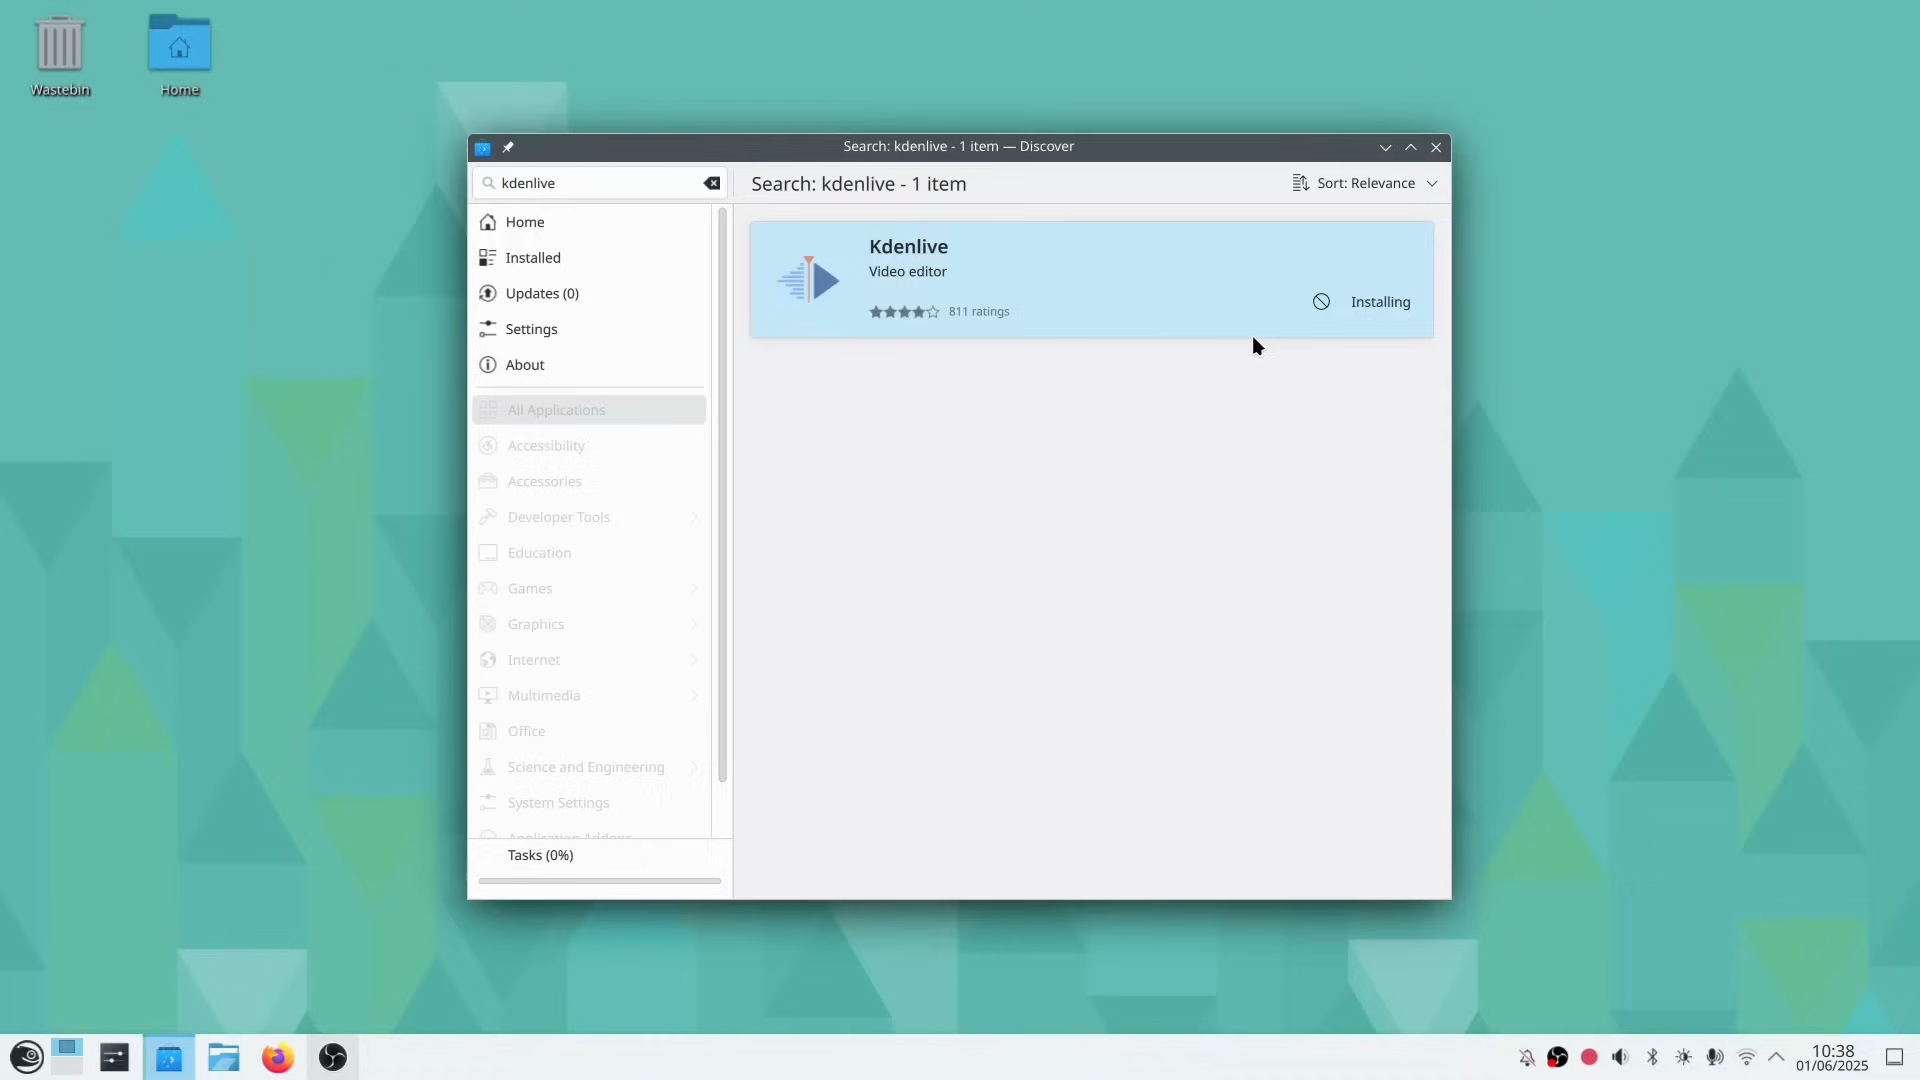 Wastebin
Home
Search: kdenlive - 1 item — Discover
kdenlive
Search: kdenlive - 1 item
Sort: Relevance
Home
Installed
Updates (0)
Settings
About
All Applications
Accessibility
Accessories
Developer Tools
Education
Games
Graphics
Internet
Multimedia
Office
Science and Engineering
System Settings
Application Addons
Tasks (0%)
Kdenlive
Video editor
811 ratings
Installing
10:38
01/06/2025